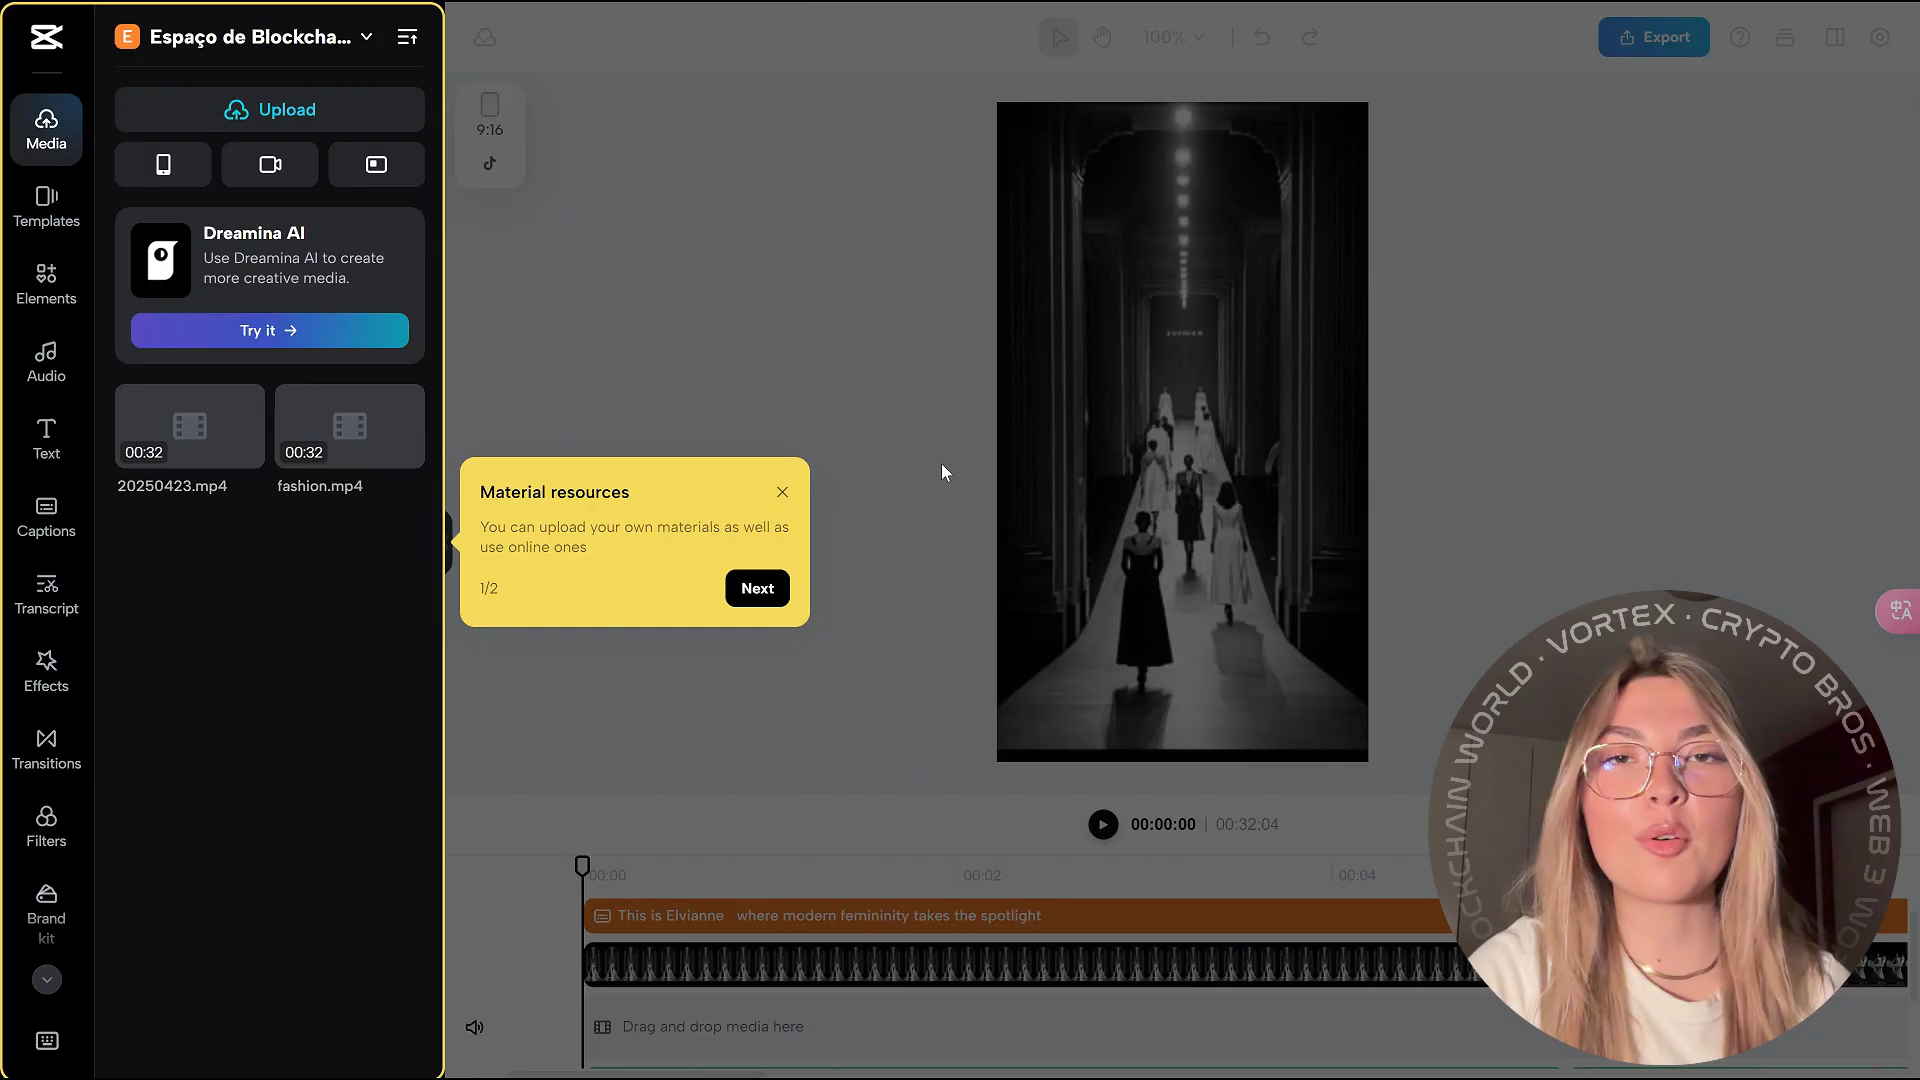 E Espaço de Blockcha...
100%
Export
Upload
Media
Templates
Elements
Audio
Text
Captions
Transcript
Effects
Transitions
Filters
Brand
kit
Dreamina AI
Use Dreamina AI to create
more creative media.
Try it →
00:32
00:32
20250423.mp4
fashion.mp4
9:16
Material resources
You can upload your own materials as well as
use online ones
1/2
Next
00:00:00 | 00:32:04
00:00
00:02
00:04
This is Elvianne where modern femininity takes the spotlight
Drag and drop media here
中A
WORLD · VORTEX · CRYPTO BROS · WEB 3 WO
OCKCHAIN